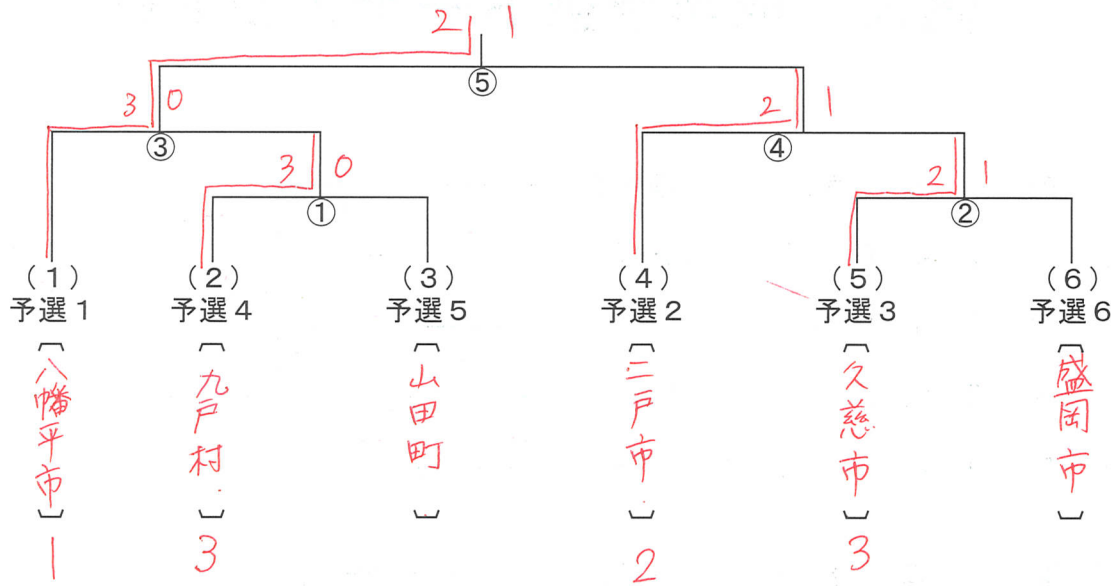 2 1
⑤
3 0
2 1
③
④
3 0
2 1
①
②
(1) (2) (3) (4) (5) (6)
予選1 予選4 予選5 予選2 予選3 予選6
八幡平市
九戸村.
山田町.
二戸市.
久慈市
盛岡市
1 3 2 3